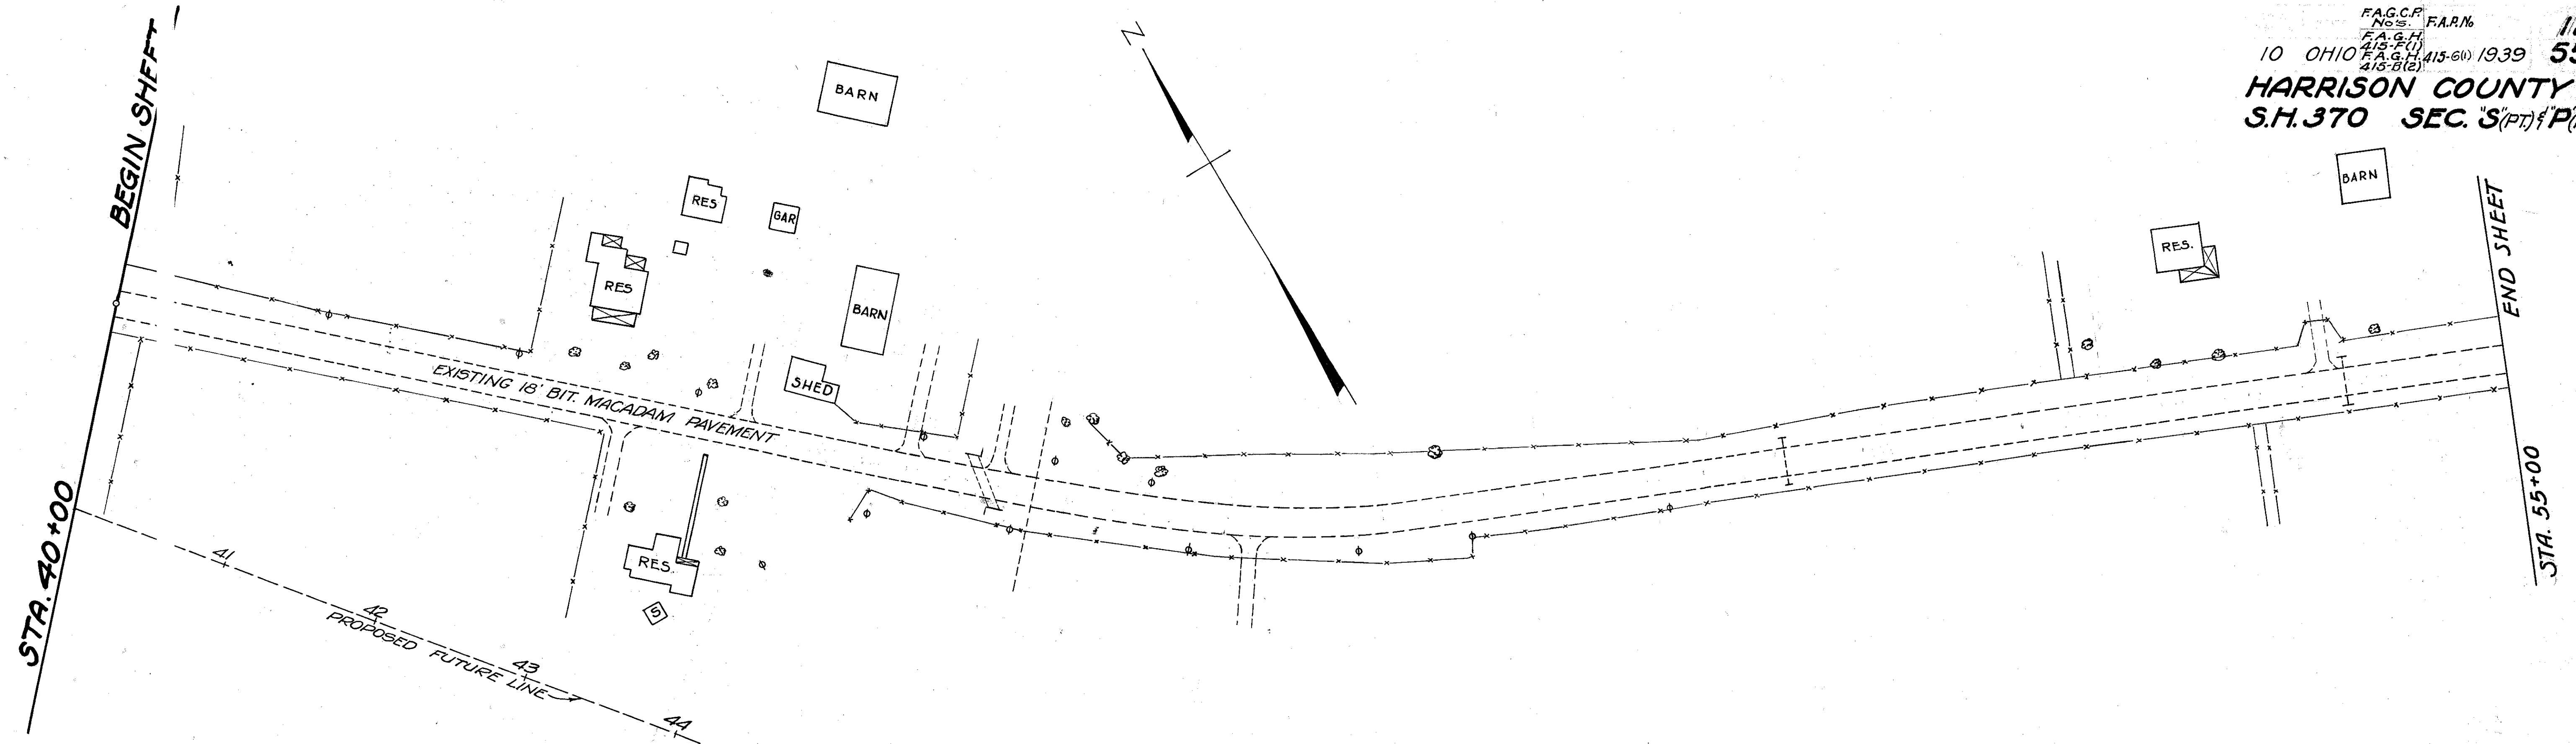 F.A.G.C.P. No's. F.A.P. No
F.A.G.H. 415-F(1)
10 OHIO F.A.G.H. 415-B(2) 415-G(1) 1939
HARRISON COUNTY
S.H. 370 SEC. "S"(PT.) & "P"
BEGIN SHEET
STA. 40+00
BARN
RES
GAR
RES
BARN
SHED
EXISTING 18' BIT. MACADAM PAVEMENT
RES.
S
41
42
43
44
PROPOSED FUTURE LINE
N
BARN
RES.
END SHEET
STA. 55+00